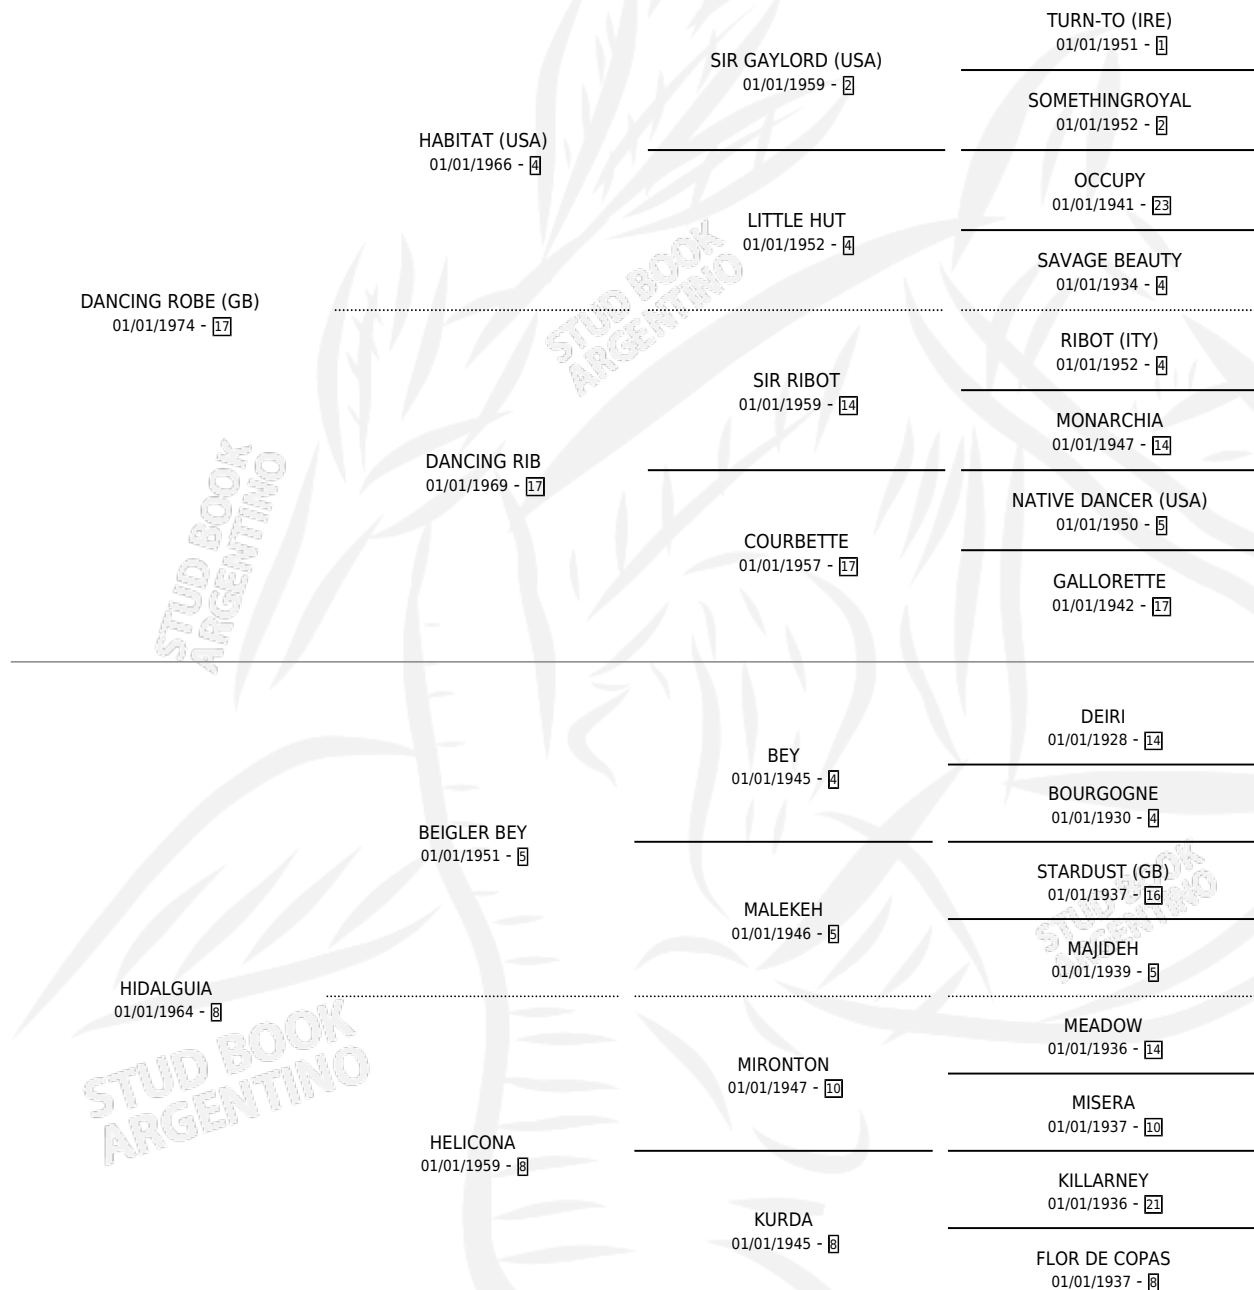 TURN-TO (IRE)
01/01/1951 - 1
SIR GAYLORD (USA)
01/01/1959 - 2
SOMETHINGROYAL
01/01/1952 - 2
HABITAT (USA)
01/01/1966 - 4
OCCUPY
01/01/1941 - 23
LITTLE HUT
01/01/1952 - 4
SAVAGE BEAUTY
01/01/1934 - 4
DANCING ROBE (GB)
01/01/1974 - 17
RIBOT (ITY)
01/01/1952 - 4
SIR RIBOT
01/01/1959 - 14
MONARCHIA
01/01/1947 - 14
DANCING RIB
01/01/1969 - 17
NATIVE DANCER (USA)
01/01/1950 - 5
COURBETTE
01/01/1957 - 17
GALLORETTE
01/01/1942 - 17
DEIRI
01/01/1928 - 14
BEY
01/01/1945 - 4
BOURGOGNE
01/01/1930 - 4
BEIGLER BEY
01/01/1951 - 5
STARDUST (GB)
01/01/1937 - 16
MALEKEH
01/01/1946 - 5
MAJIDEH
01/01/1939 - 5
HIDALGUIA
01/01/1964 - 8
MEADOW
01/01/1936 - 14
MIRONTON
01/01/1947 - 10
MISERA
01/01/1937 - 10
HELICONA
01/01/1959 - 8
KILLARNEY
01/01/1936 - 21
KURDA
01/01/1945 - 8
FLOR DE COPAS
01/01/1937 - 8
STUD BOOK
ARGENTINO
STUD BOOK
ARGENTINO
STUD BOOK
ARGENTINO
STUD BOOK
ARGENTINO